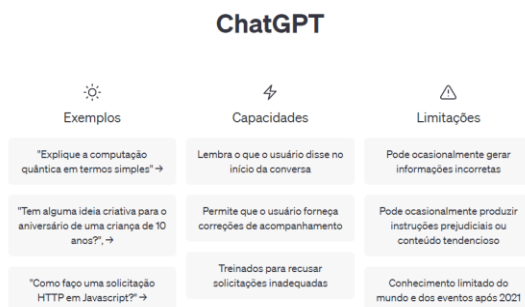 ChatGPT
Exemplos
"Explique a computação
quântica em termos simples" →
"Tem alguma ideia criativa para o
aniversário de uma criança de 10
anos?", →
"Como faço uma solicitação
HTTP em Javascript?" →
Capacidades
Lembra o que o usuário disse no
início da conversa
Permite que o usuário forneça
correções de acompanhamento
Treinados para recusar
solicitações inadequadas
Limitações
Pode ocasionalmente gerar
informações incorretas
Pode ocasionalmente produzir
instruções prejudiciais ou
conteúdo tendencioso
Conhecimento limitado do
mundo e dos eventos após 2021